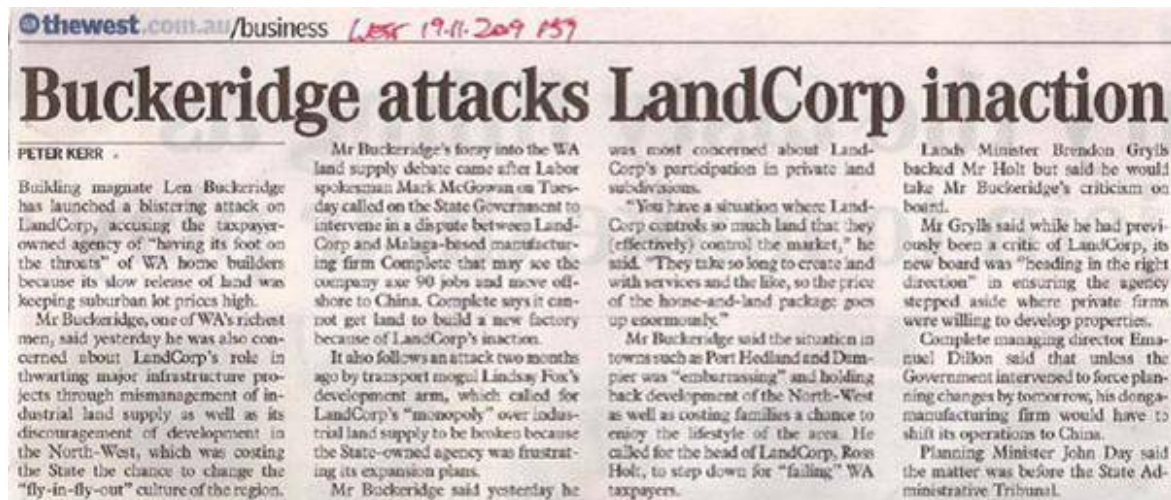 thewest.com.au/business West 19.11.2009 P59
Buckeridge attacks LandCorp inaction
PETER KERR
Building magnate Len Buckeridge
has launched a blistering attack on
LandCorp, accusing the taxpayer-
owned agency of "having its foot on
the throats" of WA home builders
because its slow release of land was
keeping suburban lot prices high.
Mr Buckeridge, one of WA's richest
men, said yesterday he was also con-
cerned about LandCorp's role in
thwarting major infrastructure pro-
jects through mismanagement of in-
dustrial land supply as well as its
discouragement of development in
the North-West, which was costing
the State the chance to change the
"fly-in-fly-out" culture of the region.
Mr Buckeridge's foray into the WA
land supply debate came after Labor
spokesman Mark McGowan on Tues-
day called on the State Government to
intervene in a dispute between Land-
Corp and Malaga-based manufactur-
ing firm Complete that may see the
company axe 90 jobs and move off-
shore to China. Complete says it can-
not get land to build a new factory
because of LandCorp's inaction.
It also follows an attack two months
ago by transport mogul Lindsay Fox's
development arm, which called for
LandCorp's "monopoly" over indus-
trial land supply to be broken because
the State-owned agency was frustrat-
ing its expansion plans.
Mr Buckeridge said yesterday he
was most concerned about Land-
Corp's participation in private land
subdivisions.
"You have a situation where Land-
Corp controls so much land that they
(effectively) control the market," he
said. "They take so long to create land
with services and the like, so the price
of the house-and-land package goes
up enormously."
Mr Buckeridge said the situation in
towns such as Port Hedland and Dam-
pier was "embarrassing" and holding
back development of the North-West
as well as costing families a chance to
enjoy the lifestyle of the area. He
called for the head of LandCorp, Ross
Holt, to step down for "failing" WA
taxpayers.
Lands Minister Brendon Grylls
backed Mr Holt but said he would
take Mr Buckeridge's criticism on
board.
Mr Grylls said while he had previ-
ously been a critic of LandCorp, its
new board was "heading in the right
direction" in ensuring the agency
stepped aside where private firms
were willing to develop properties.
Complete managing director Ema-
nuel Dillon said that unless the
Government intervened to force plan-
ning changes by tomorrow, his donga-
manufacturing firm would have to
shift its operations to China.
Planning Minister John Day said
the matter was before the State Ad-
ministrative Tribunal.